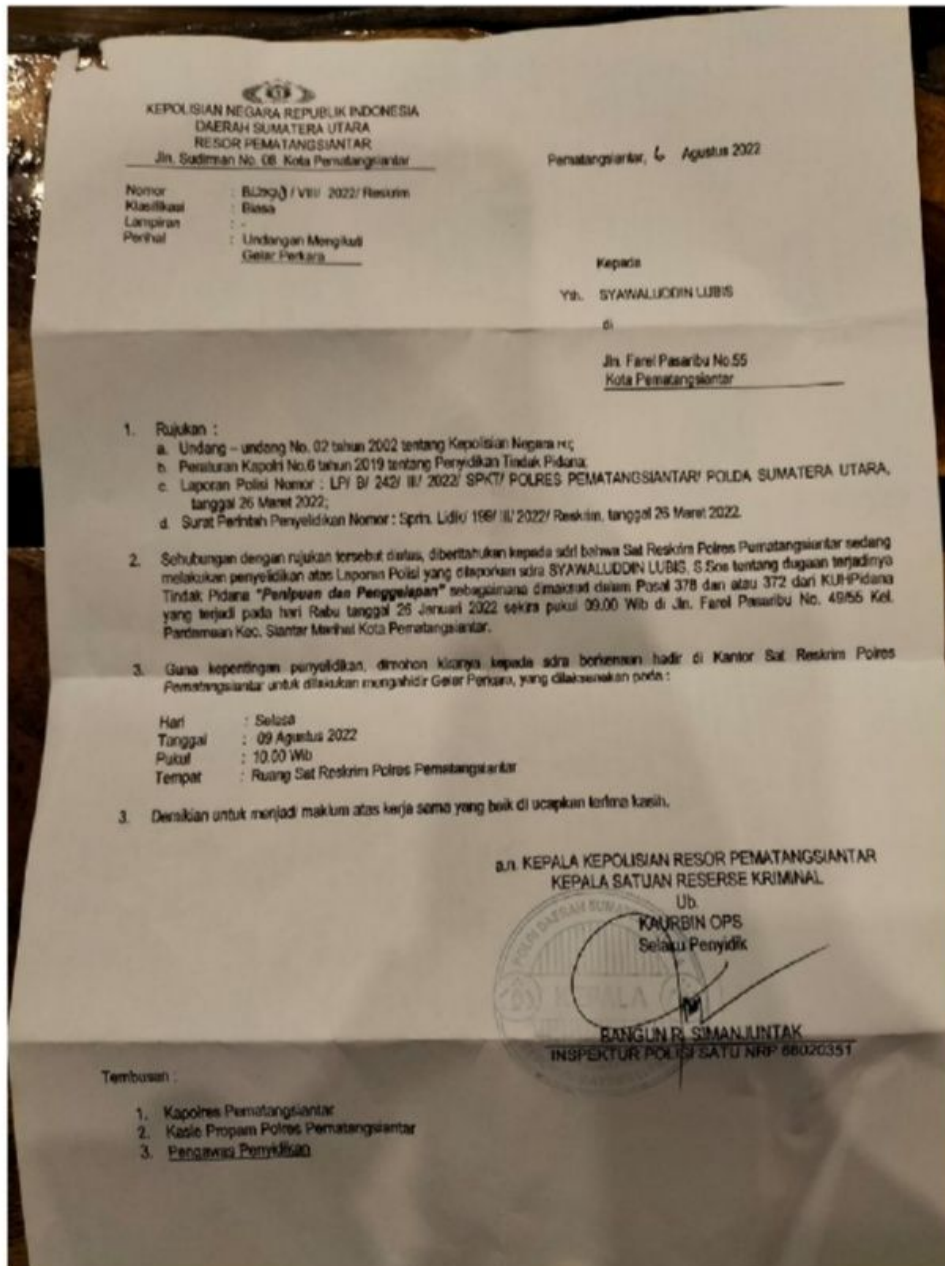 KEPOLISIAN NEGARA REPUBLIK INDONESIA
DAERAH SUMATERA UTARA
RESOR PEMATANGSIANTAR
Jln. Sudirman No. 08 Kota Pematangsiantar
Pematangsiantar, 6 Agustus 2022
Nomor : / VIII/ 2022/ Reskrim
Klasifikasi : Biasa
Lampiran : -
Perihal : Undangan Mengikuti
Gelar Perkara
Kepada
Yth. SYAWALUDDIN LUBIS
di
Jln. Farel Pasaribu No.55
Kota Pematangsiantar
1. Rujukan :
a. Undang – undang No. 02 tahun 2002 tentang Kepolisian Negara
b. Peraturan Kapolri No.6 tahun 2019 tentang Penyidikan Tindak Pidana;
c. Laporan Polisi Nomor : LP/ B/ 242/ III/ 2022/ SPKT/ POLRES PEMATANGSIANTAR/ POLDA SUMATERA UTARA,
tanggal 26 Maret 2022;
d. Surat Perintah Penyelidikan Nomor : Sprin. Lidik/ 199/ III/ 2022/ Reskrim, tanggal 26 Maret 2022.
2. Sehubungan dengan rujukan tersebut diatas, diberitahukan kepada sdri bahwa Sat Reskrim Polres Pematangsiantar sedang
melakukan penyelidikan atas Laporan Polisi yang dilaporkan sdra SYAWALUDDIN LUBIS, S.Sos tentang dugaan terjadinya
Tindak Pidana "Penipuan dan Penggelapan" sebagaimana dimaksud dalam Pasal 378 dan atau 372 dari KUHPidana
yang terjadi pada hari Rabu tanggal 26 Januari 2022 sekira pukul 09.00 Wib di Jln. Farel Pasaribu No. 49/55 Kel.
Pardamean Kec. Siantar Marihat Kota Pematangsiantar.
3. Guna kepentingan penyelidikan, dimohon kiranya kepada sdra berkenaan hadir di Kantor Sat Reskrim Polres
Pematangsiantar untuk dilakukan mengahidir Gelar Perkara, yang dilaksanakan pada :
Hari : Selasa
Tanggal : 09 Agustus 2022
Pukul : 10.00 Wib
Tempat : Ruang Sat Reskrim Polres Pematangsiantar
3. Demikian untuk menjadi maklum atas kerja sama yang baik di ucapkan terima kasih.
a.n. KEPALA KEPOLISIAN RESOR PEMATANGSIANTAR
KEPALA SATUAN RESERSE KRIMINAL
Ub.
KAURBIN OPS
Selaku Penyidik
KEPALA
BANGUN R. SIMANJUNTAK
INSPEKTUR POLISI SATU NRP 66020351
Tembusan :
1. Kapolres Pematangsiantar
2. Kasie Propam Polres Pematangsiantar
3. Pengawas Penyidikan